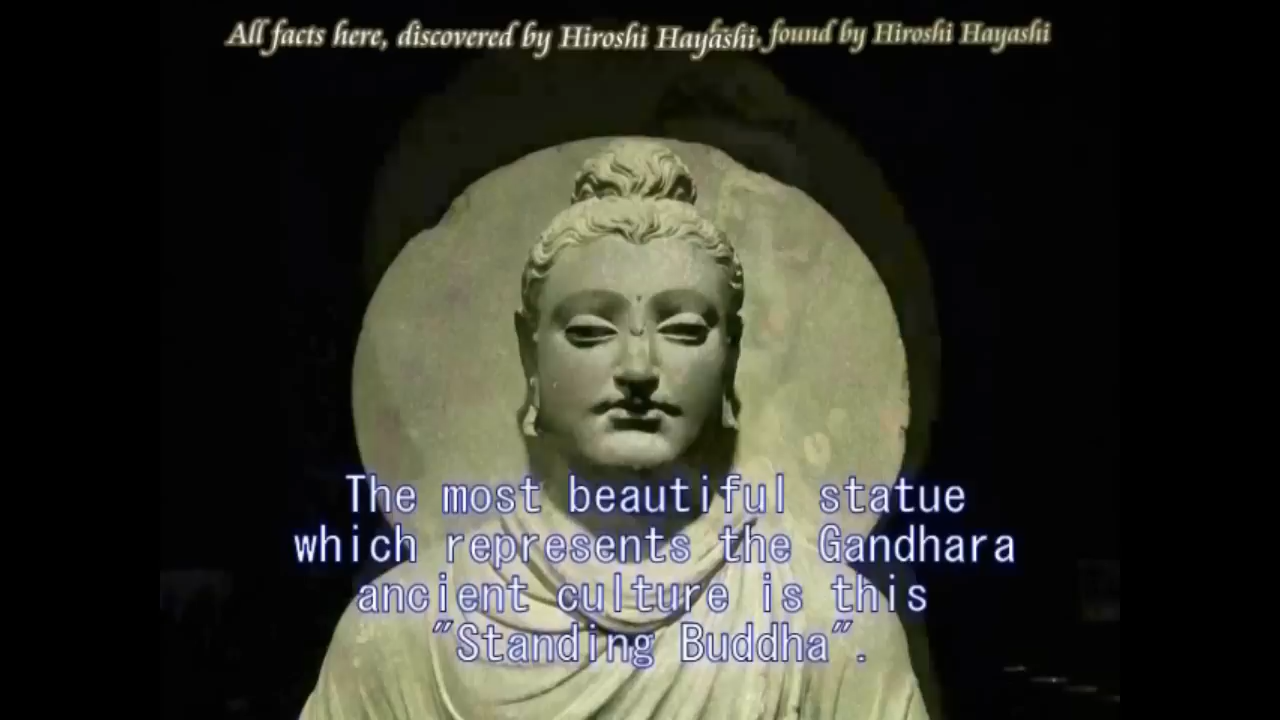 All facts here, discovered by Hiroshi Hayashi, found by Hiroshi Hayashi
The most beautiful statue
which represents the Gandhara
ancient culture is this
"Standing Buddha".